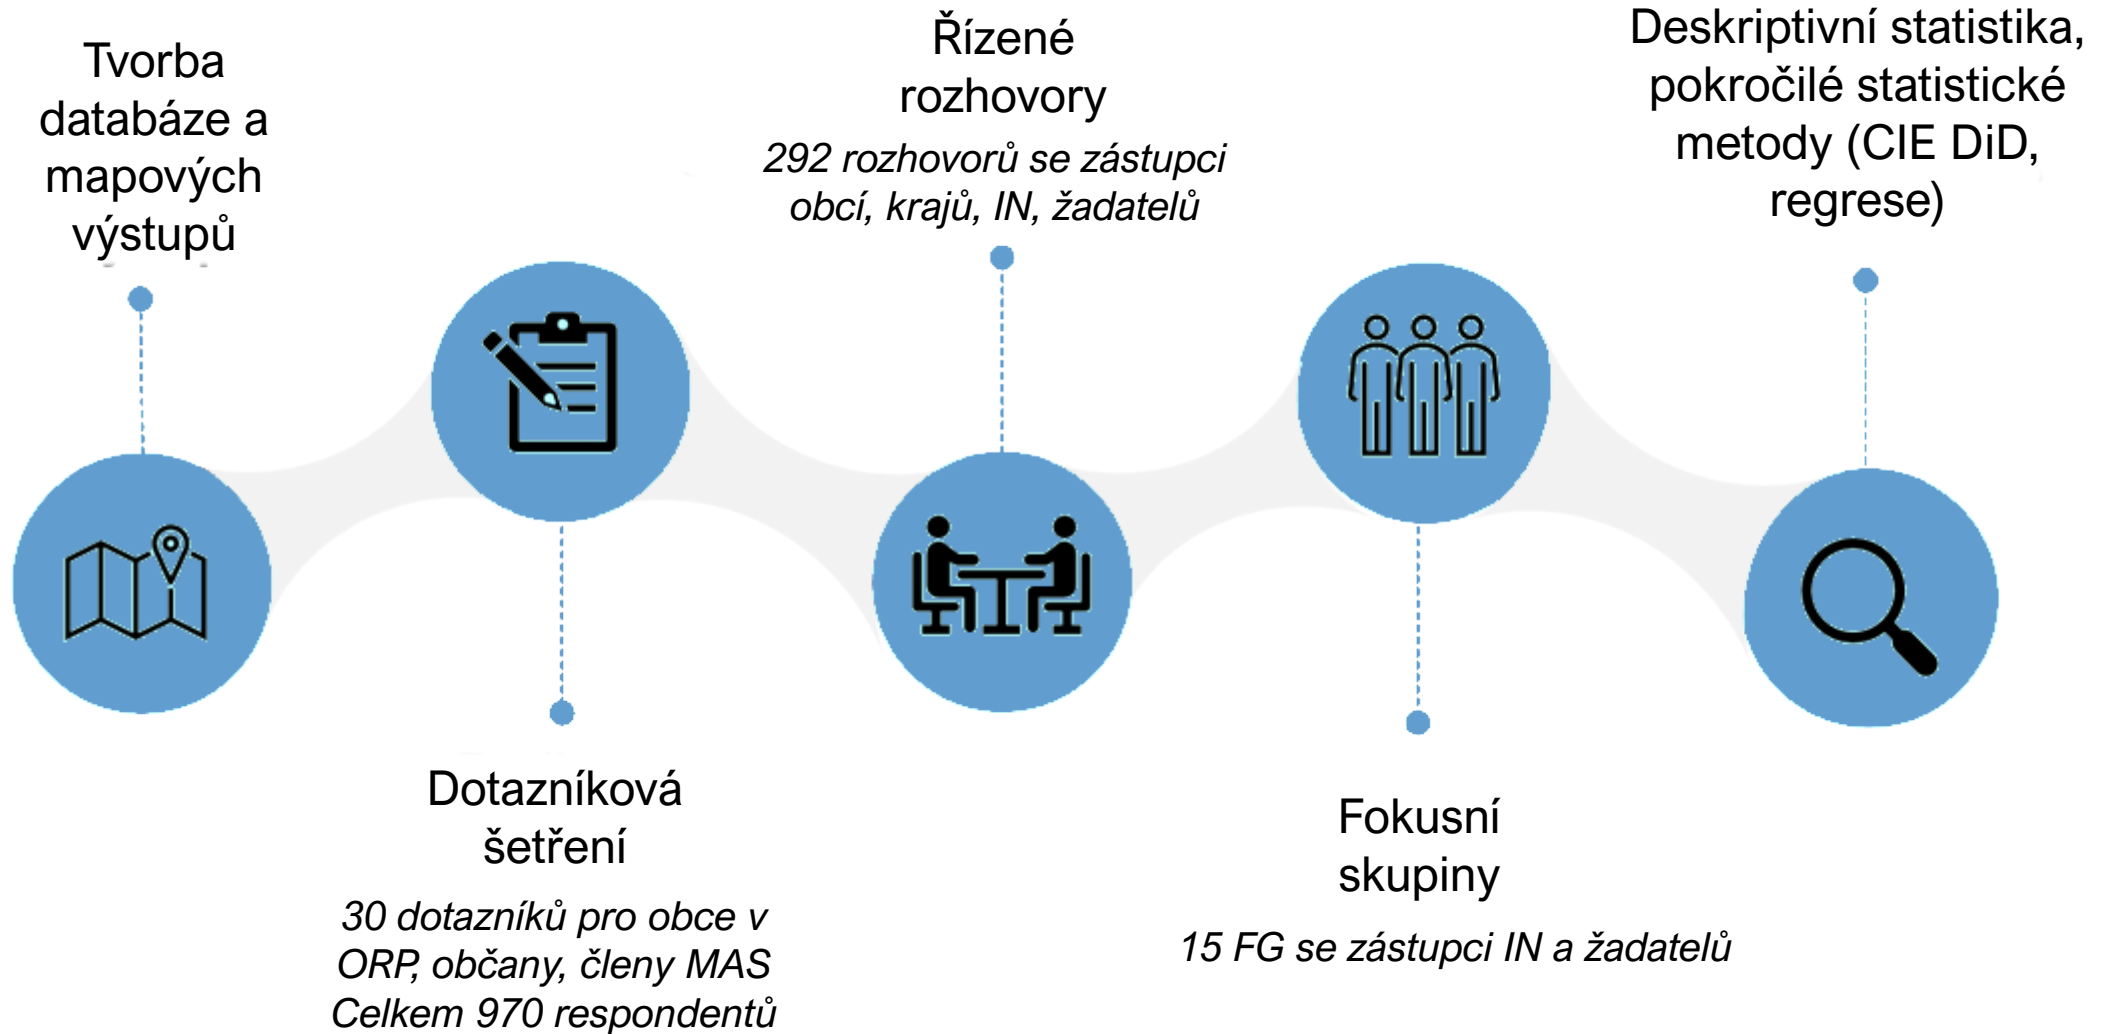 Tvorba
databáze a
mapových
výstupů
Dotazníková
šetření
30 dotazníků pro obce v
ORP, občany, členy MAS
Celkem 970 respondentů
Řízené
rozhovory
292 rozhovorů se zástupci
obcí, krajů, IN, žadatelů
Fokusní
skupiny
15 FG se zástupci IN a žadatelů
Deskriptivní statistika,
pokročilé statistické
metody (CIE DiD,
regrese)